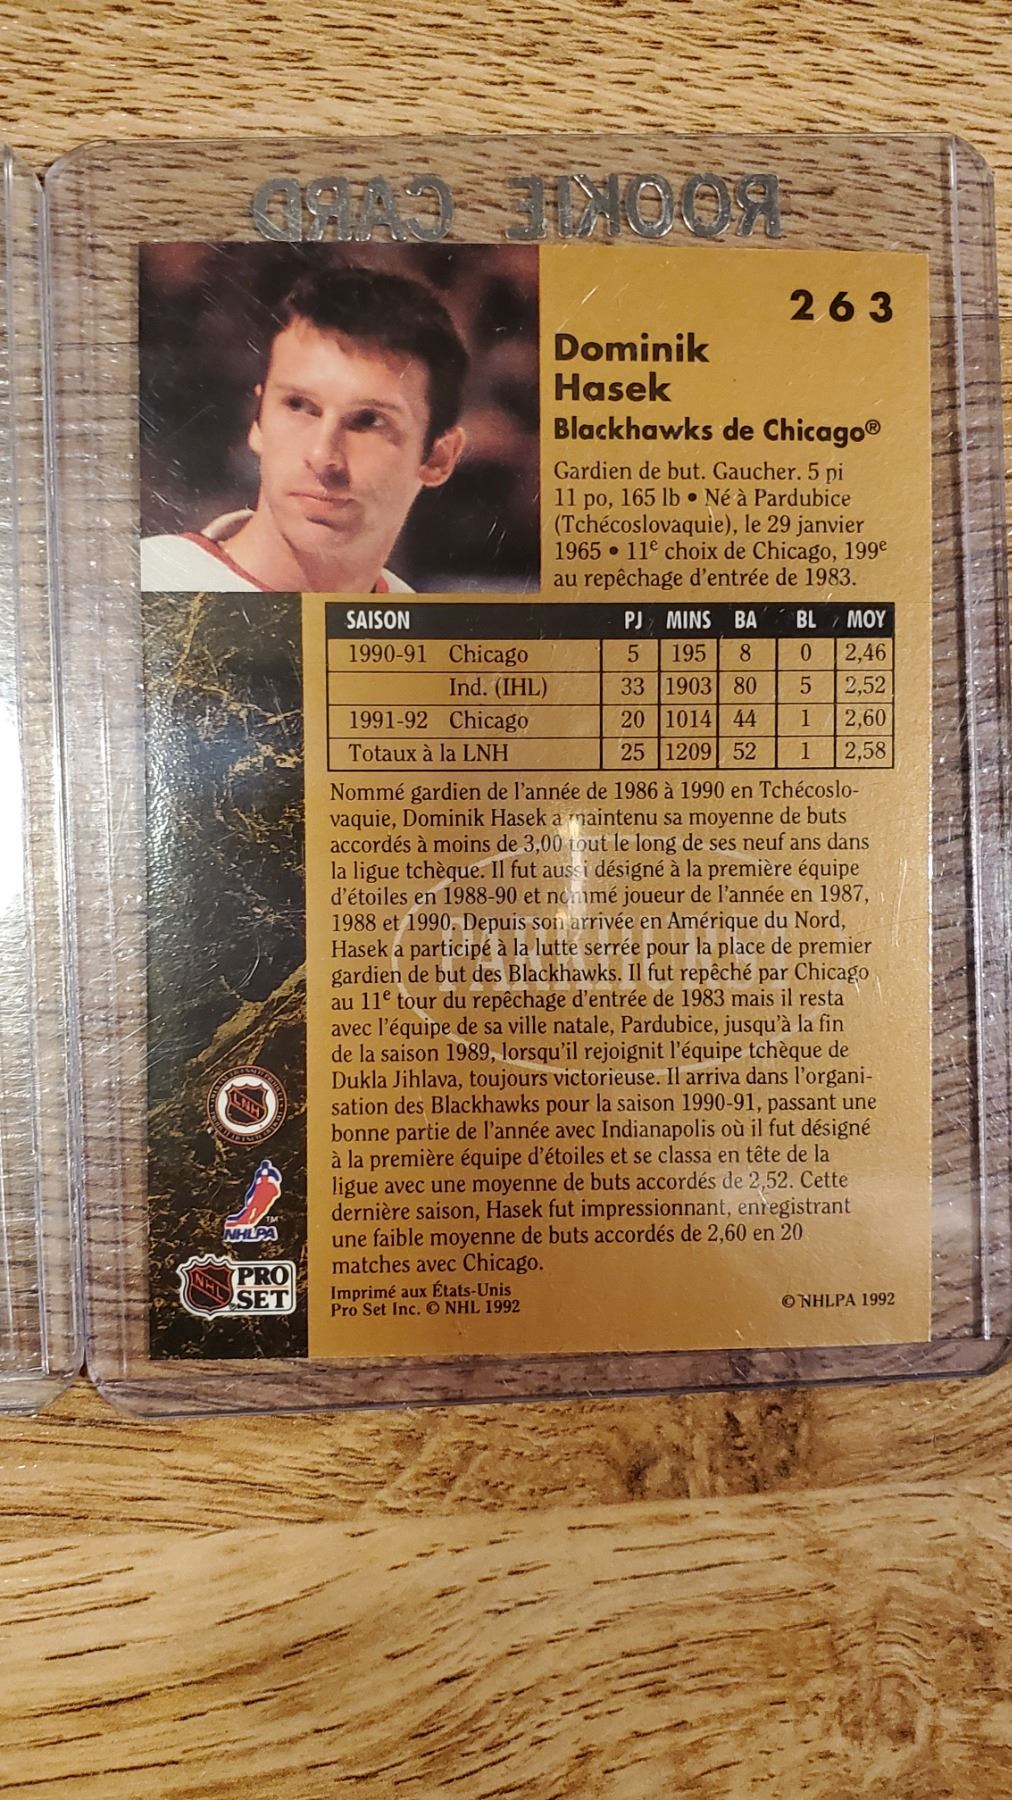 ROOKIE CARD
263
Dominik
Hasek
Blackhawks de Chicago®
Gardien de but. Gaucher. 5 pi
11 po, 165 lb • Né à Pardubice
(Tchécoslovaquie), le 29 janvier
1965 • 11e choix de Chicago, 199e
au repêchage d'entrée de 1983.
SAISON PJ MINS BA BL MOY
1990-91 Chicago 5 195 8 0 2,46
Ind. (IHL) 33 1903 80 5 2,52
1991-92 Chicago 20 1014 44 1 2,60
Totaux à la LNH 25 1209 52 1 2,58
Nommé gardien de l'année de 1986 à 1990 en Tchécoslo-
vaquie, Dominik Hasek a maintenu sa moyenne de buts
accordés à moins de 3,00 tout le long de ses neuf ans dans
la ligue tchèque. Il fut aussi désigné à la première équipe
d'étoiles en 1988-90 et nommé joueur de l'année en 1987,
1988 et 1990. Depuis son arrivée en Amérique du Nord,
Hasek a participé à la lutte serrée pour la place de premier
gardien de but des Blackhawks. Il fut repêché par Chicago
au 11e tour du repêchage d'entrée de 1983 mais il resta
avec l'équipe de sa ville natale, Pardubice, jusqu'à la fin
de la saison 1989, lorsqu'il rejoignit l'équipe tchèque de
Dukla Jihlava, toujours victorieuse. Il arriva dans l'organi-
sation des Blackhawks pour la saison 1990-91, passant une
bonne partie de l'année avec Indianapolis où il fut désigné
à la première équipe d'étoiles et se classa en tête de la
ligue avec une moyenne de buts accordés de 2,52. Cette
dernière saison, Hasek fut impressionnant, enregistrant
une faible moyenne de buts accordés de 2,60 en 20
matches avec Chicago.
Imprimé aux États-Unis
Pro Set Inc. © NHL 1992
© NHLPA 1992
PARKHURST
LNH
NHLPA
TM
NHL
PRO
SET